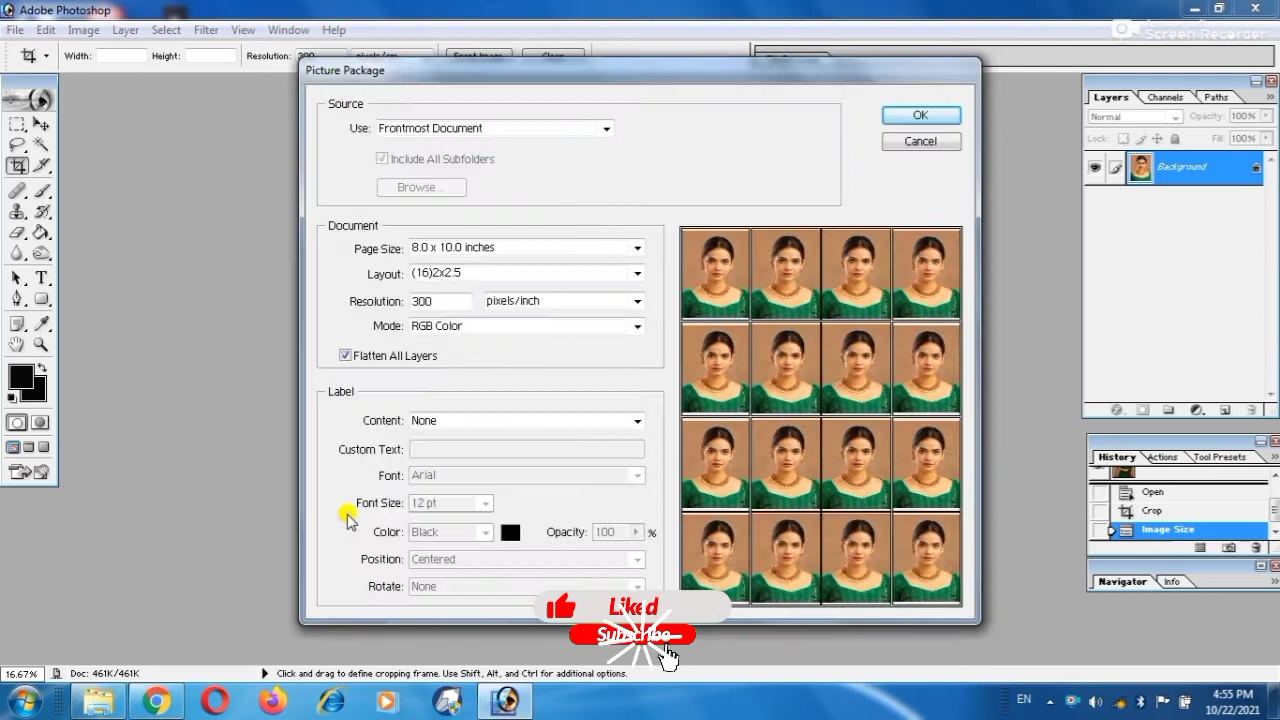 Adobe Photoshop
File Edit Image Layer Select Filter View Window Help
Screen Recorder
Width: Height: Resolution: 300 pixels/cm Front Image Clear
Picture Package
Source
Use: Frontmost Document
Include All Subfolders
Browse...
OK
Cancel
Document
Page Size: 8.0 x 10.0 inches
Layout: (16)2x2.5
Resolution: 300 pixels/inch
Mode: RGB Color
Flatten All Layers
Label
Content: None
Custom Text:
Font: Arial
Font Size: 12 pt
Color: Black Opacity: 100 %
Position: Centered
Rotate: None
Layers Channels Paths
Normal Opacity: 100%
Lock: Fill: 100%
Background
History Actions Tool Presets
Open
Crop
Image Size
Navigator Info
Liked
Subscribe
16.67% Doc: 461K/461K Click and drag to define cropping frame. Use Shift, Alt, and Ctrl for additional options.
EN 4:55 PM
10/22/2021